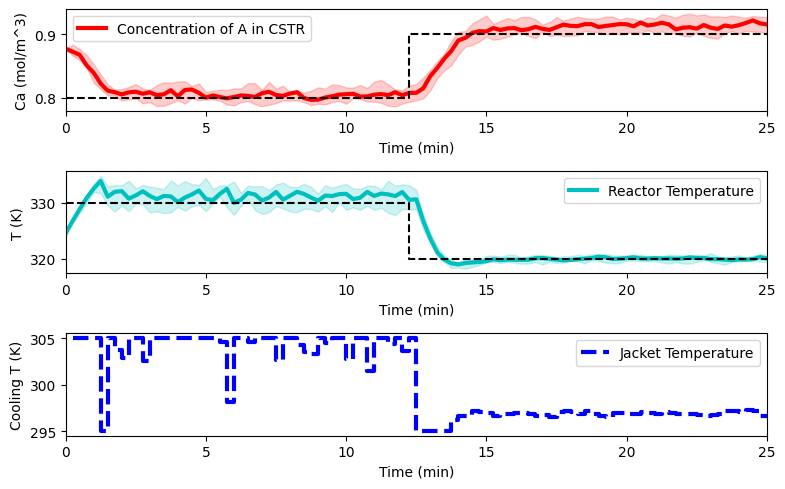 Ca (mol/m^3)
0.9
0.8
Concentration of A in CSTR
0 5 10 15 20 25
Time (min)
T (K)
330
320
Reactor Temperature
0 5 10 15 20 25
Time (min)
Cooling T (K)
305
300
295
Jacket Temperature
0 5 10 15 20 25
Time (min)